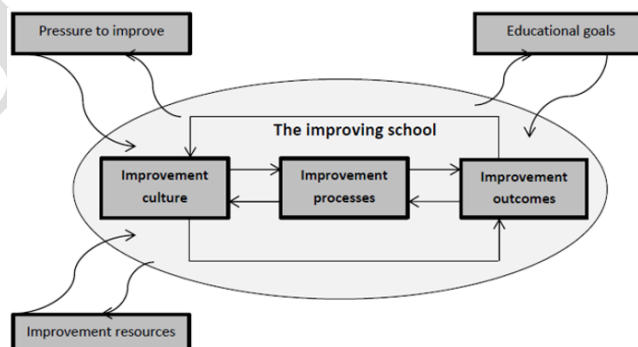 Pressure to improve
Educational goals
The improving school
Improvement
culture
Improvement
processes
Improvement
outcomes
Improvement resources